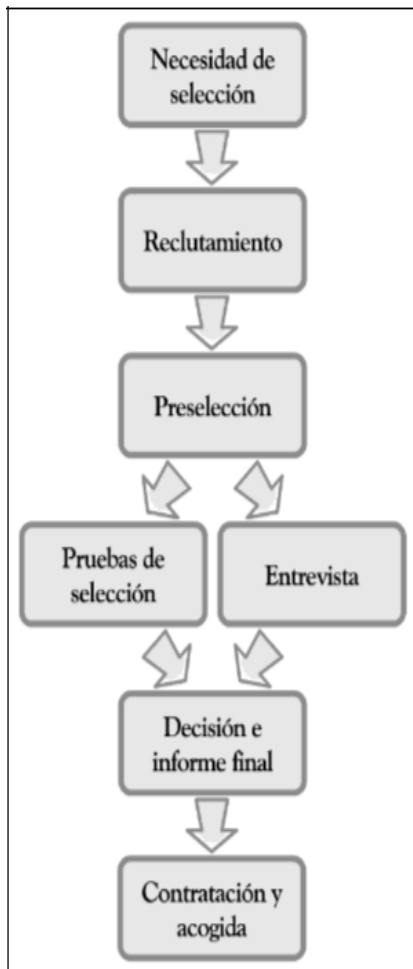 Necesidad de
selección
Reclutamiento
Preselección
Pruebas de
selección
Entrevista
Decisión e
informe final
Contratación y
acogida